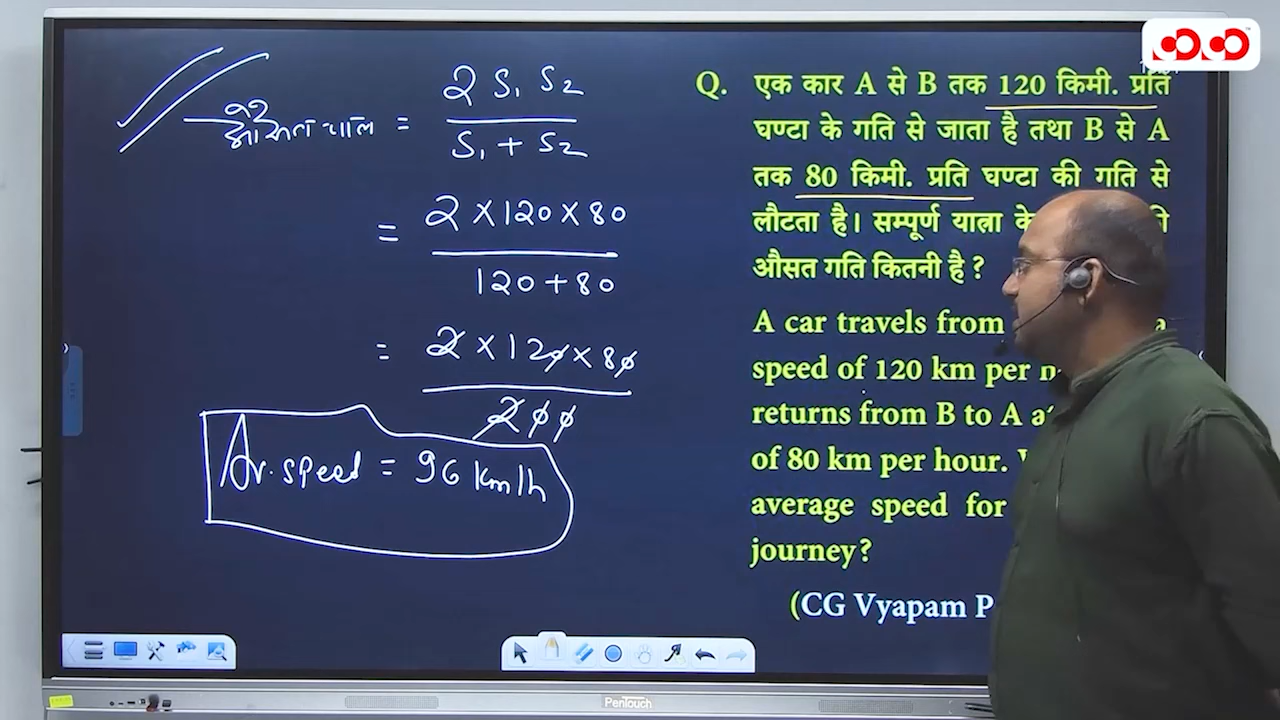 औसत चाल = 2 S₁ S₂
S₁ + S₂
= 2 × 120 × 80
120 + 80
= 2 × 120 × 80
200
Av. speed = 96 Km/h
Q. एक कार A से B तक 120 किमी. प्रति
घण्टा के गति से जाता है तथा B से A
तक 80 किमी. प्रति घण्टा की गति से
लौटता है। सम्पूर्ण यात्रा के
औसत गति कितनी है ?
A car travels from a
speed of 120 km per
returns from B to A
of 80 km per hour.
average speed for
journey?
(CG Vyapam P
PenTouch